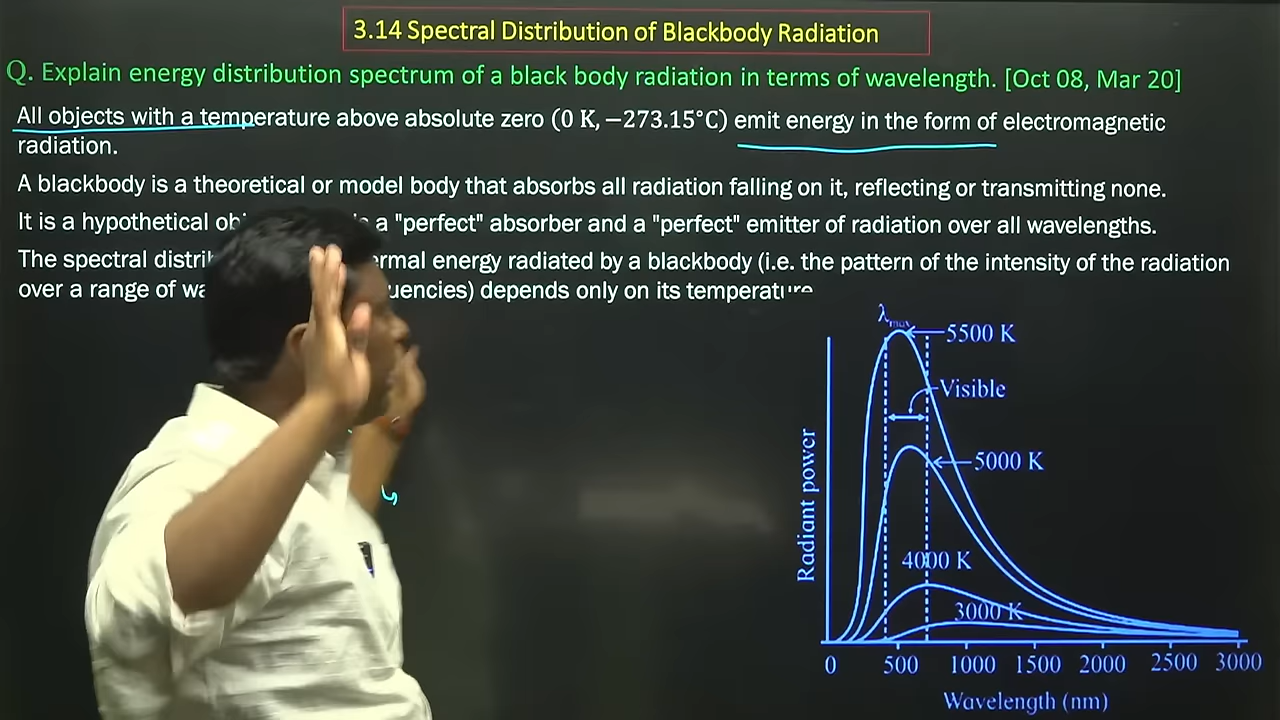 3.14 Spectral Distribution of Blackbody Radiation
Q. Explain energy distribution spectrum of a black body radiation in terms of wavelength. [Oct 08, Mar 20]
All objects with a temperature above absolute zero (0 K, −273.15°C) emit energy in the form of electromagnetic
radiation.
A blackbody is a theoretical or model body that absorbs all radiation falling on it, reflecting or transmitting none.
It is a hypothetical a "perfect" absorber and a "perfect" emitter of radiation over all wavelengths.
The spectral energy radiated by a blackbody (i.e. the pattern of the intensity of the radiation
over a range of depends only on its temperature
λmax
5500 K
Visible
5000 K
4000 K
3000 K
Radiant power
0 500 1000 1500 2000 2500 3000
Wavelength (nm)